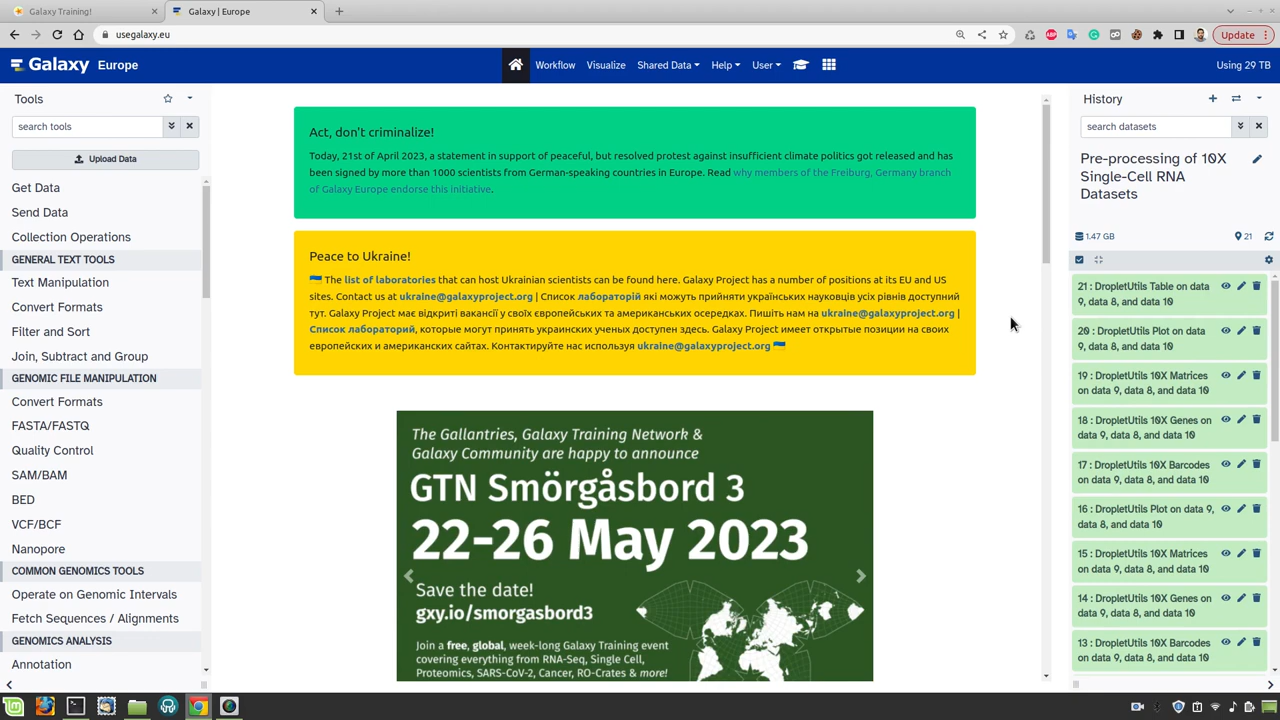 Galaxy Training!
Galaxy | Europe
usegalaxy.eu
Update
Galaxy Europe
Workflow Visualize Shared Data Help User
Using 29 TB
Tools
search tools
Upload Data
Get Data
Send Data
Collection Operations
GENERAL TEXT TOOLS
Text Manipulation
Convert Formats
Filter and Sort
Join, Subtract and Group
GENOMIC FILE MANIPULATION
Convert Formats
FASTA/FASTQ
Quality Control
SAM/BAM
BED
VCF/BCF
Nanopore
COMMON GENOMICS TOOLS
Operate on Genomic Intervals
Fetch Sequences / Alignments
GENOMICS ANALYSIS
Annotation
Act, don't criminalize!
Today, 21st of April 2023, a statement in support of peaceful, but resolved protest against insufficient climate politics got released and has
been signed by more than 1000 scientists from German-speaking countries in Europe. Read why members of the Freiburg, Germany branch
of Galaxy Europe endorse this initiative.
Peace to Ukraine!
The list of laboratories that can host Ukrainian scientists can be found here. Galaxy Project has a number of positions at its EU and US
sites. Contact us at ukraine@galaxyproject.org | Список лабораторій які можуть прийняти українських науковців усіх рівнів доступний
тут. Galaxy Project має відкриті вакансії у своїх європейських та американських осередках. Пишіть нам на ukraine@galaxyproject.org |
Список лабораторий, которые могут принять украинских ученых доступен здесь. Galaxy Project имеет открытые позиции на своих
европейских и американских сайтах. Контактируйте нас используя ukraine@galaxyproject.org
The Gallantries, Galaxy Training Network &
Galaxy Community are happy to announce
GTN Smörgåsbord 3
22-26 May 2023
Save the date!
gxy.io/smorgasbord3
Join a free, global, week-long Galaxy Training event
covering everything from RNA-Seq, Single Cell,
Proteomics, SARS-CoV-2, Cancer, RO-Crates & more!
History
search datasets
Pre-processing of 10X
Single-Cell RNA
Datasets
1.47 GB
21
21 : DropletUtils Table on data
9, data 8, and data 10
20 : DropletUtils Plot on data
9, data 8, and data 10
19 : DropletUtils 10X Matrices
on data 9, data 8, and data 10
18 : DropletUtils 10X Genes on
data 9, data 8, and data 10
17 : DropletUtils 10X Barcodes
on data 9, data 8, and data 10
16 : DropletUtils Plot on data 9,
data 8, and data 10
15 : DropletUtils 10X Matrices
on data 9, data 8, and data 10
14 : DropletUtils 10X Genes on
data 9, data 8, and data 10
13 : DropletUtils 10X Barcodes
on data 9, data 8, and data 10